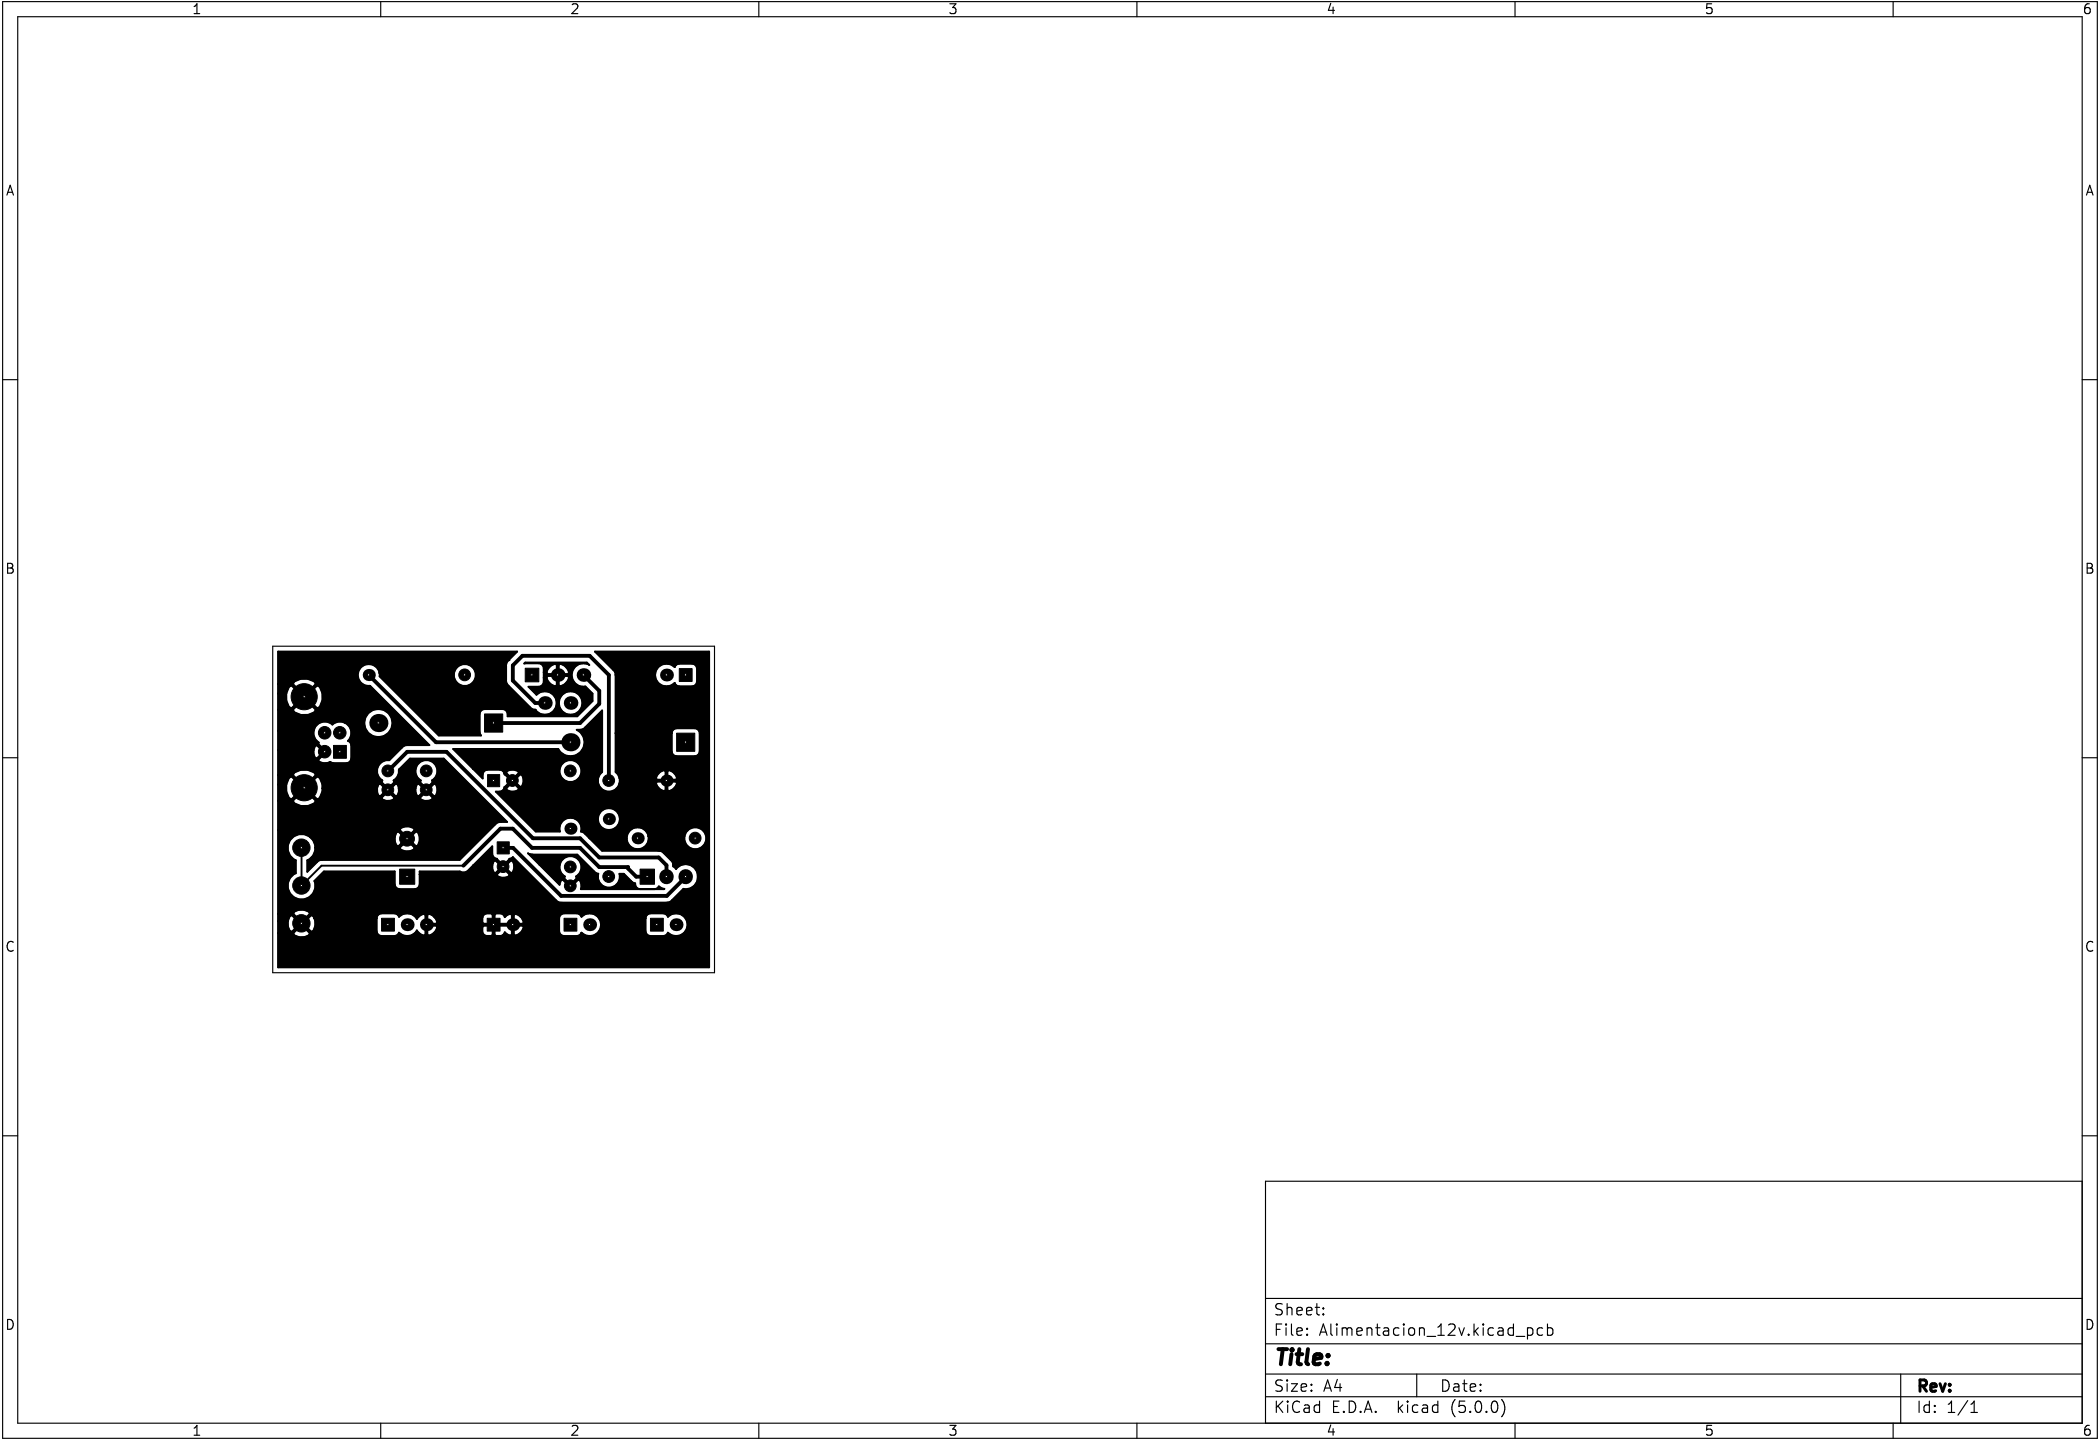 1 2 3 4 5 6
A A
B B
C C
Sheet:
File: Alimentacion_12v.kicad_pcb
D D
Title:
Size: A4 Date: Rev:
KiCad E.D.A. kicad (5.0.0) Id: 1/1
1 2 3 4 5 6